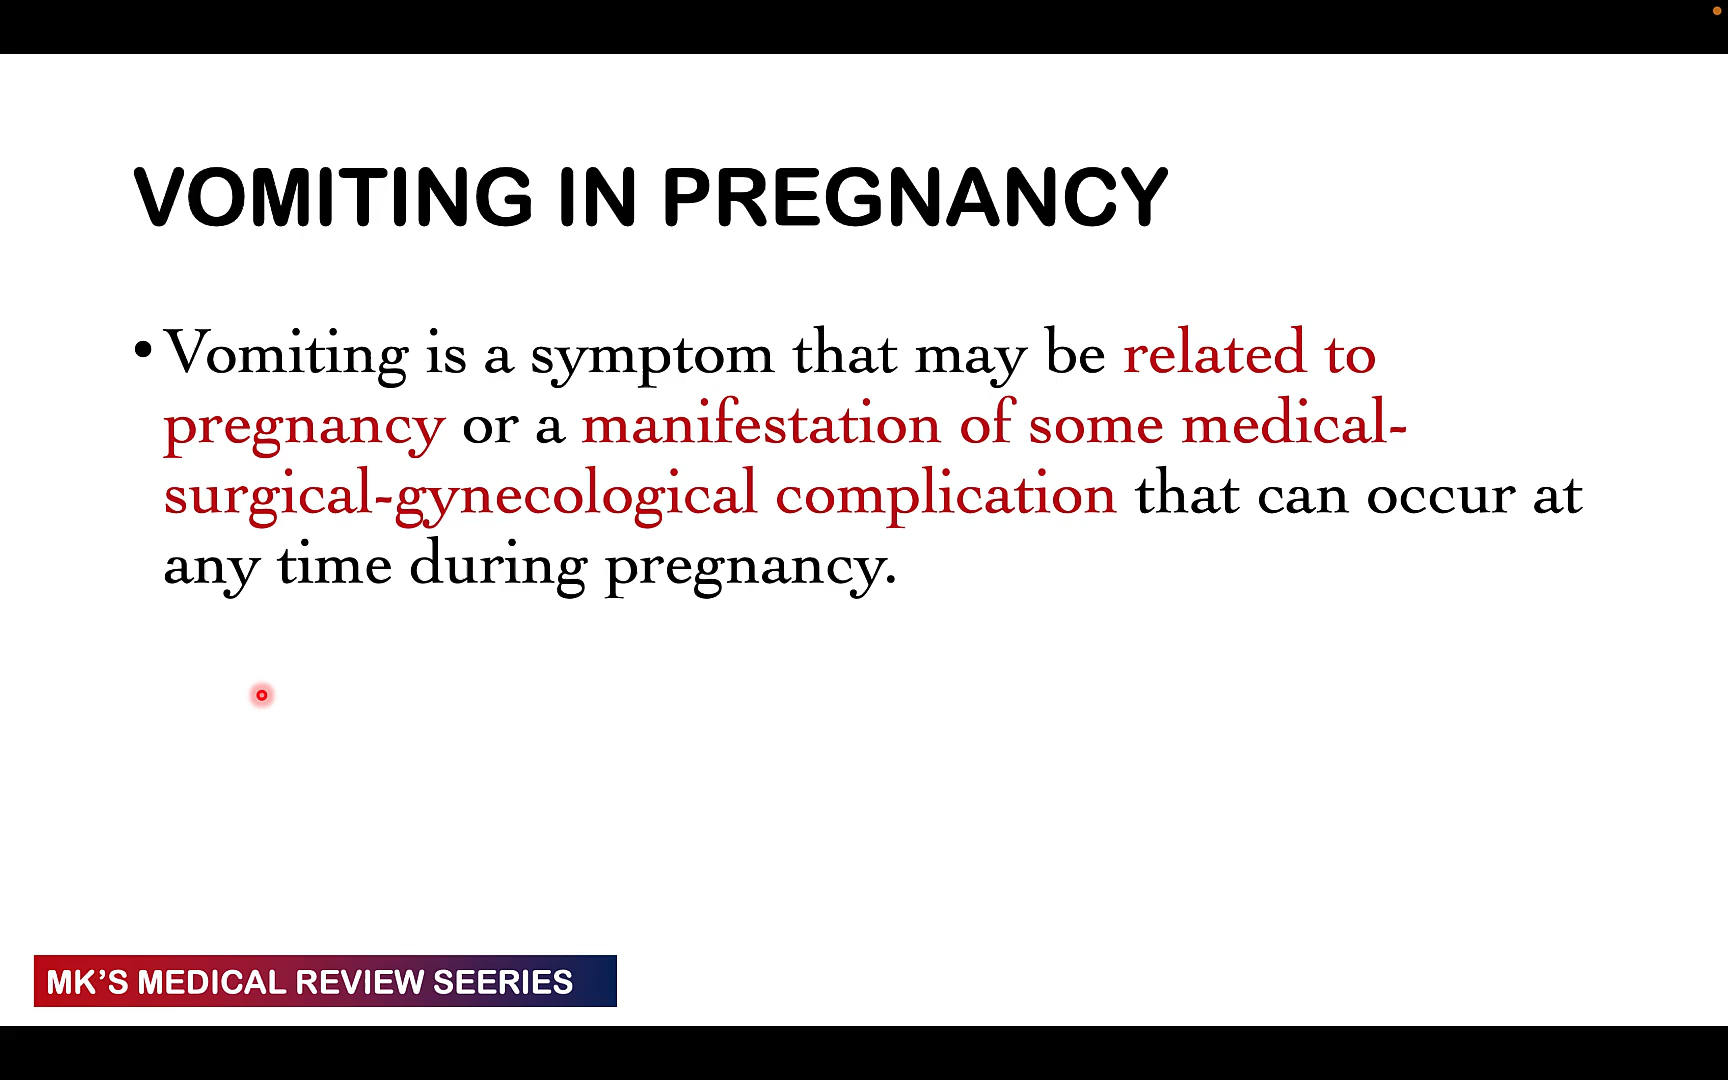 VOMITING IN PREGNANCY
• Vomiting is a symptom that may be related to
pregnancy or a manifestation of some medical-
surgical-gynecological complication that can occur at
any time during pregnancy.
MK’S MEDICAL REVIEW SEERIES